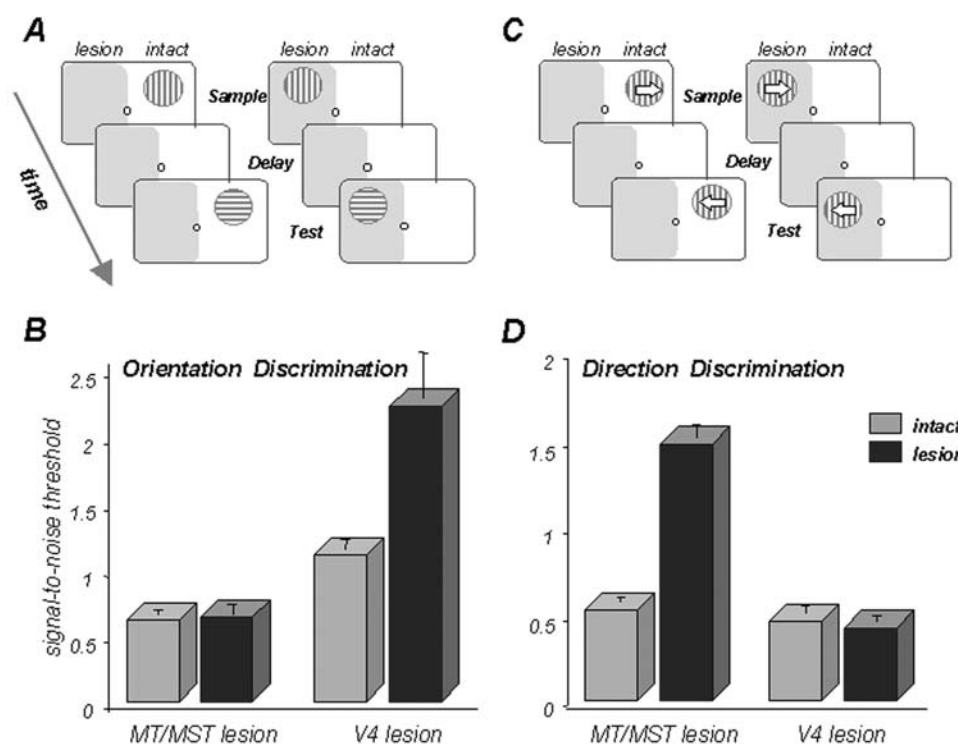 A
lesion intact lesion intact
Sample
Delay
Test
time
C
lesion intact lesion intact
Sample
Delay
Test
B
Orientation Discrimination
signal-to-noise threshold
2.5
2
1.5
1
0.5
0
MT/MST lesion V4 lesion
D
Direction Discrimination
2
1.5
1
0.5
0
intact
lesion
MT/MST lesion V4 lesion